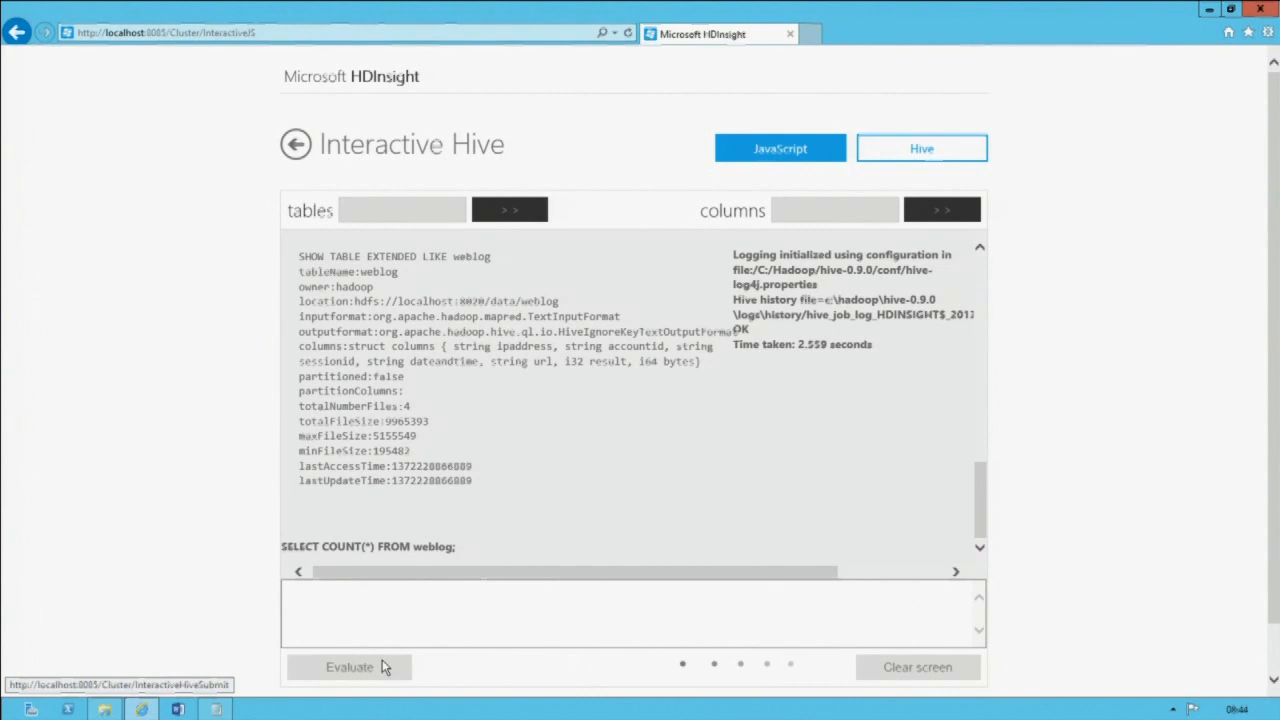 http://localhost:8085/Cluster/InteractiveJS
Microsoft HDInsight
Microsoft HDInsight
Interactive Hive
JavaScript
Hive
tables
> >
columns
> >
SHOW TABLE EXTENDED LIKE weblog
tableName:weblog
owner:hadoop
location:hdfs://localhost:8020/data/weblog
inputformat:org.apache.hadoop.mapred.TextInputFormat
outputformat:org.apache.hadoop.hive.ql.io.HiveIgnoreKeyTextOutputFormat
columns:struct columns { string ipaddress, string accountid, string
sessionid, string dateandtime, string url, i32 result, i64 bytes}
partitioned:false
partitionColumns:
totalNumberFiles:4
totalFileSize:9965393
maxFileSize:5155549
minFileSize:195482
lastAccessTime:1372228866889
lastUpdateTime:1372228866889
Logging initialized using configuration in
file:/C:/Hadoop/hive-0.9.0/conf/hive-
log4j.properties
Hive history file=c:\hadoop\hive-0.9.0
\logs\history/hive_job_log_HDINSIGHT$_201
OK
Time taken: 2.559 seconds
SELECT COUNT(*) FROM weblog;
Evaluate
Clear screen
http://localhost:8085/Cluster/InteractiveHiveSubmit
08:44